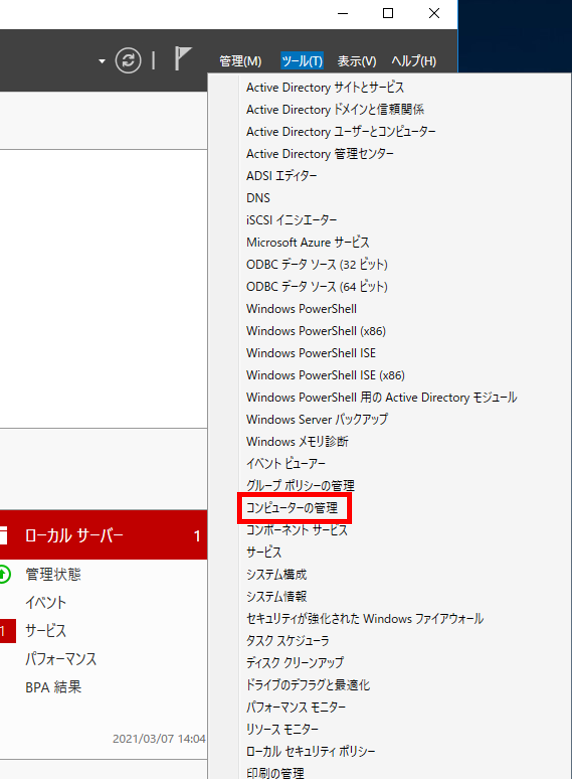 管理(M) ツール(T) 表示(V) ヘルプ(H)
Active Directory サイトとサービス
Active Directory ドメインと信頼関係
Active Directory ユーザーとコンピューター
Active Directory 管理センター
ADSI エディター
DNS
iSCSI イニシエーター
Microsoft Azure サービス
ODBC データ ソース (32 ビット)
ODBC データ ソース (64 ビット)
Windows PowerShell
Windows PowerShell (x86)
Windows PowerShell ISE
Windows PowerShell ISE (x86)
Windows PowerShell 用の Active Directory モジュール
Windows Server バックアップ
Windows メモリ診断
イベント ビューアー
グループ ポリシーの管理
コンピューターの管理
コンポーネント サービス
サービス
システム構成
システム情報
セキュリティが強化された Windows ファイアウォール
タスク スケジューラ
ディスク クリーンアップ
ドライブのデフラグと最適化
パフォーマンス モニター
リソース モニター
ローカル セキュリティ ポリシー
印刷の管理
ローカル サーバー 1
管理状態
イベント
1 サービス
パフォーマンス
BPA 結果
2021/03/07 14:04